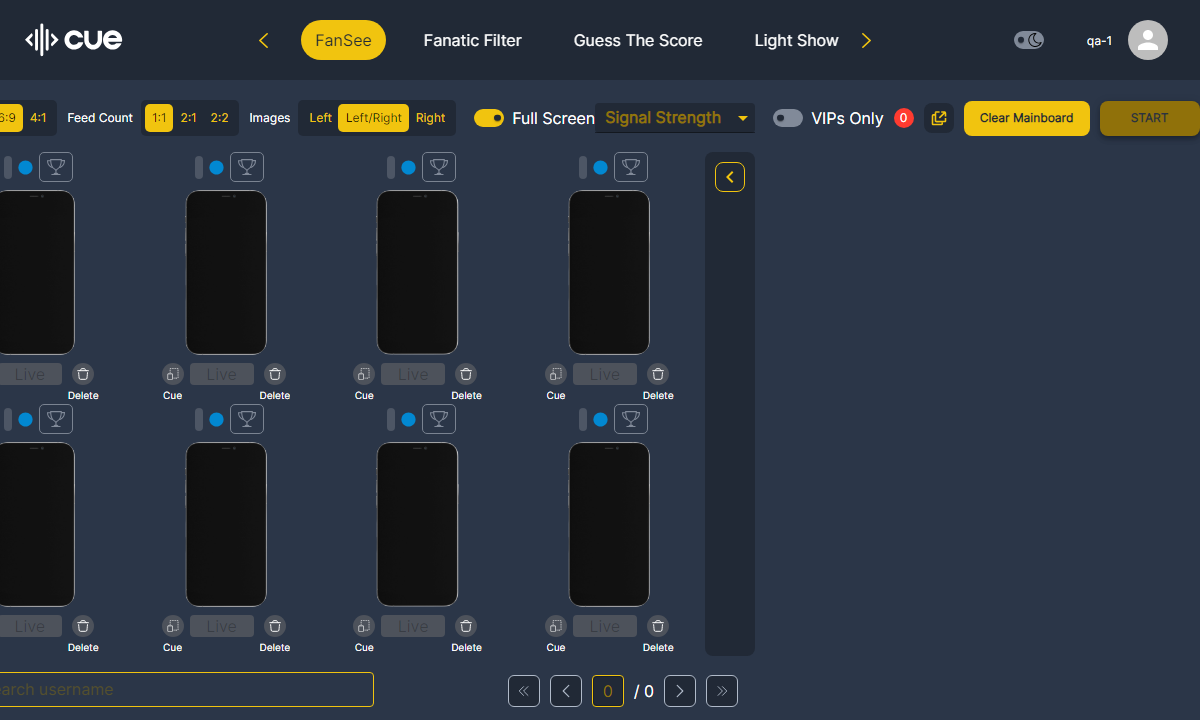 cue
FanSee
Fanatic Filter
Guess The Score
Light Show
qa-1
6:9
4:1
Feed Count
1:1
2:1
2:2
Images
Left
Left/Right
Right
Full Screen
Signal Strength
VIPs Only
0
Clear Mainboard
START
Live
Live
Live
Live
Delete
Cue
Delete
Cue
Delete
Cue
Delete
Live
Live
Live
Live
Delete
Cue
Delete
Cue
Delete
Cue
Delete
arch username
0
/ 0